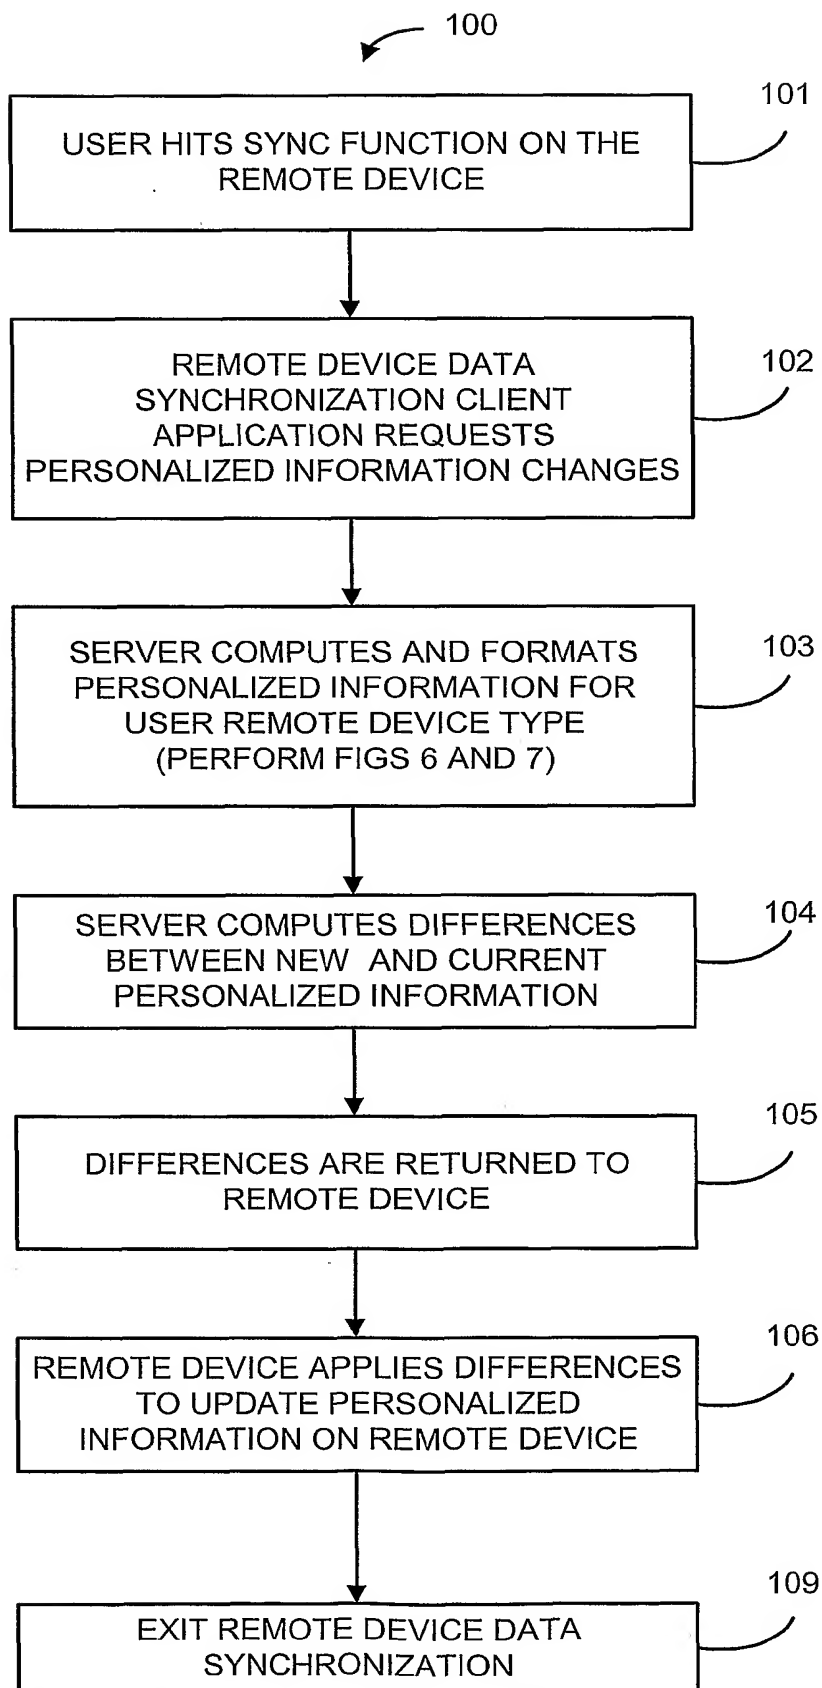 100
101
USER HITS SYNC FUNCTION ON THE
REMOTE DEVICE
102
REMOTE DEVICE DATA
SYNCHRONIZATION CLIENT
APPLICATION REQUESTS
PERSONALIZED INFORMATION CHANGES
103
SERVER COMPUTES AND FORMATS
PERSONALIZED INFORMATION FOR
USER REMOTE DEVICE TYPE
(PERFORM FIGS 6 AND 7)
104
SERVER COMPUTES DIFFERENCES
BETWEEN NEW AND CURRENT
PERSONALIZED INFORMATION
105
DIFFERENCES ARE RETURNED TO
REMOTE DEVICE
106
REMOTE DEVICE APPLIES DIFFERENCES
TO UPDATE PERSONALIZED
INFORMATION ON REMOTE DEVICE
109
EXIT REMOTE DEVICE DATA
SYNCHRONIZATION